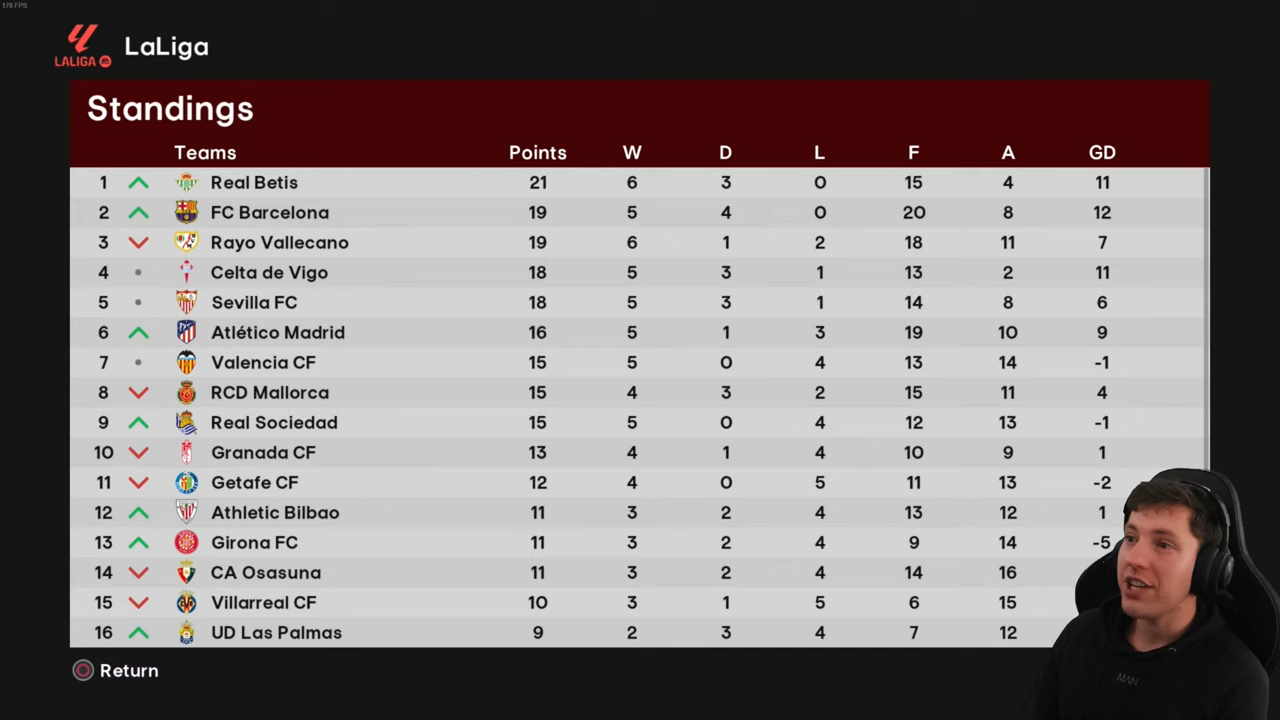 170 FPS
LALIGA EA LaLiga
Standings
Teams Points W D L F A GD
1 Real Betis 21 6 3 0 15 4 11
2 FC Barcelona 19 5 4 0 20 8 12
3 Rayo Vallecano 19 6 1 2 18 11 7
4 Celta de Vigo 18 5 3 1 13 2 11
5 Sevilla FC 18 5 3 1 14 8 6
6 Atlético Madrid 16 5 1 3 19 10 9
7 Valencia CF 15 5 0 4 13 14 -1
8 RCD Mallorca 15 4 3 2 15 11 4
9 Real Sociedad 15 5 0 4 12 13 -1
10 Granada CF 13 4 1 4 10 9 1
11 Getafe CF 12 4 0 5 11 13 -2
12 Athletic Bilbao 11 3 2 4 13 12 1
13 Girona FC 11 3 2 4 9 14 -5
14 CA Osasuna 11 3 2 4 14 16
15 Villarreal CF 10 3 1 5 6 15
16 UD Las Palmas 9 2 3 4 7 12
Return
MAN